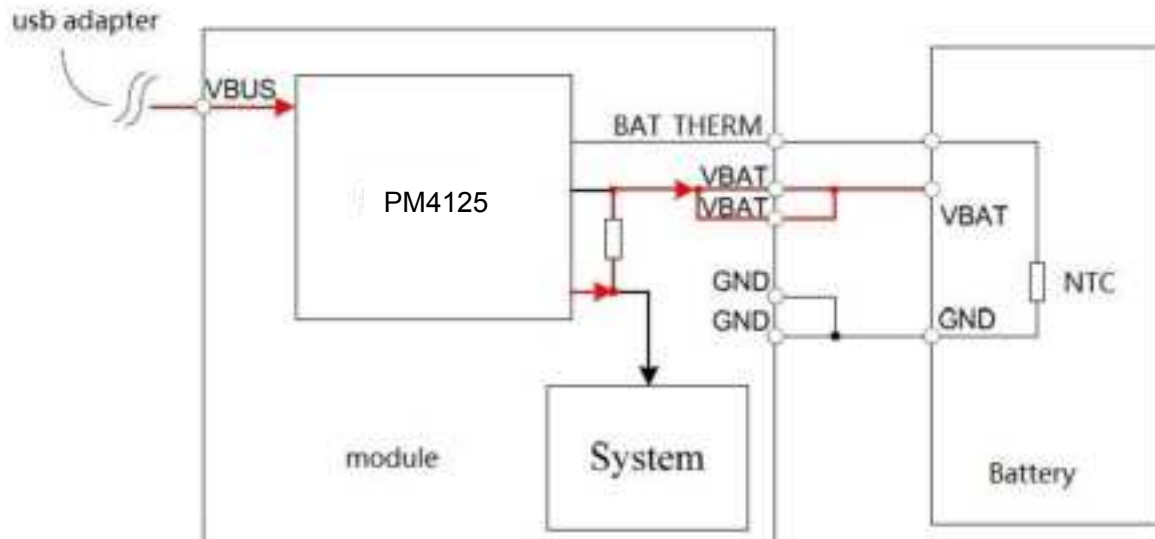 usb adapter
VBUS
BAT THERM
PM4125
VBAT
VBAT
VBAT
GND
NTC
GND
GND
System
module
Battery